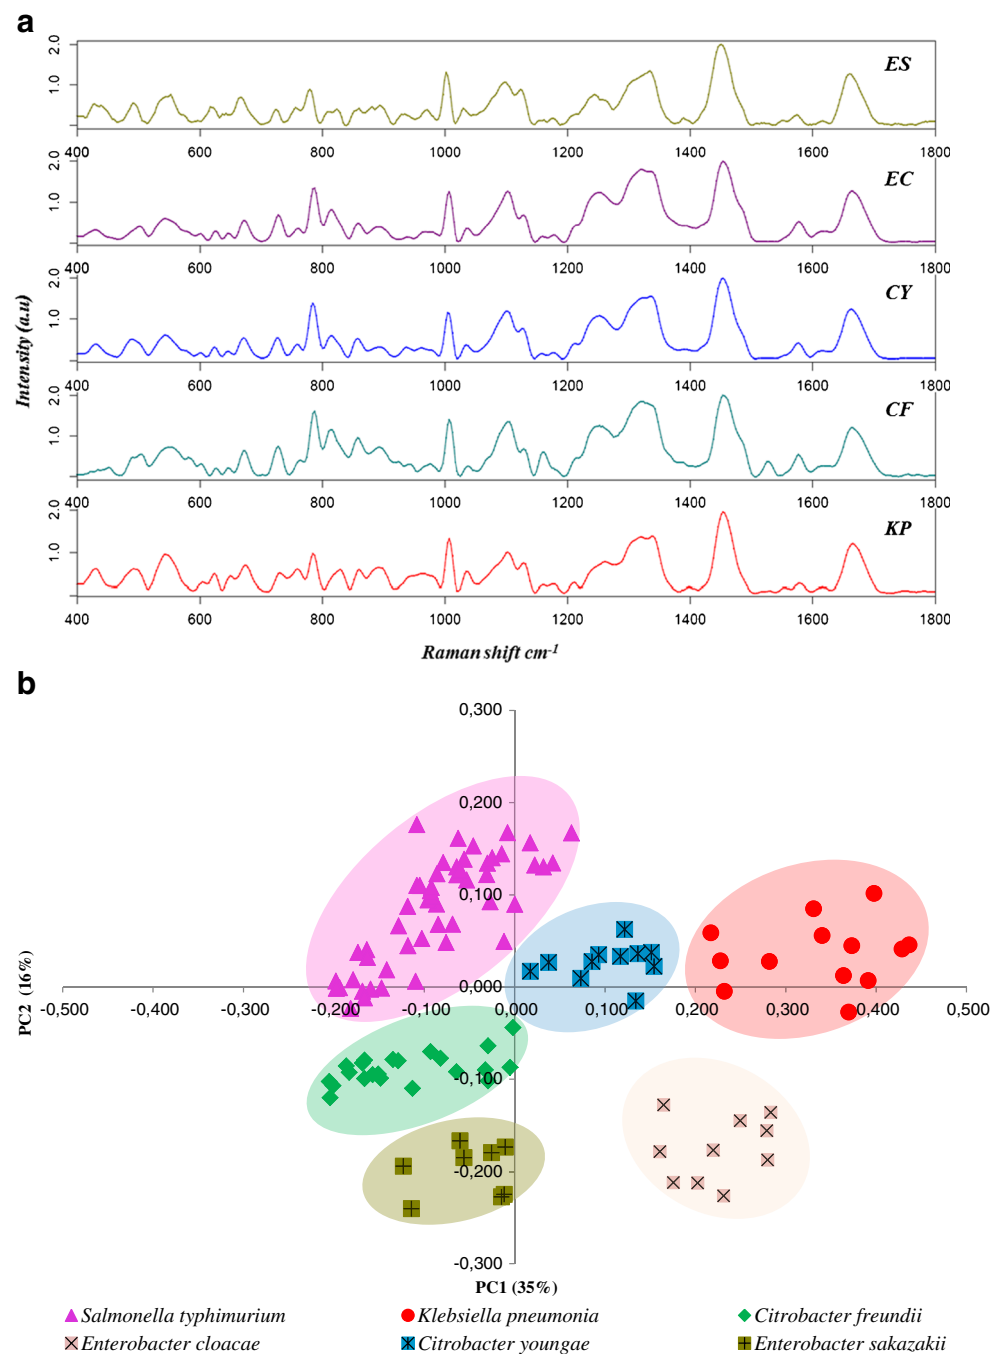 a
2.0
1.0
ES
400 600 800 1000 1200 1400 1600 1800
2.0
1.0
EC
400 600 800 1000 1200 1400 1600 1800
2.0
1.0
CY
400 600 800 1000 1200 1400 1600 1800
2.0
1.0
CF
400 600 800 1000 1200 1400 1600 1800
2.0
1.0
KP
400 600 800 1000 1200 1400 1600 1800
Intensity (a.u)
Raman shift cm-1
b
0,300
0,200
0,100
0,000
-0,500 -0,400 -0,300 -0,200 -0,100 0,000 0,100 0,200 0,300 0,400 0,500
-0,100
-0,200
-0,300
PC2 (16%)
PC1 (35%)
Salmonella typhimurium Klebsiella pneumonia Citrobacter freundii
Enterobacter cloacae Citrobacter youngae Enterobacter sakazakii